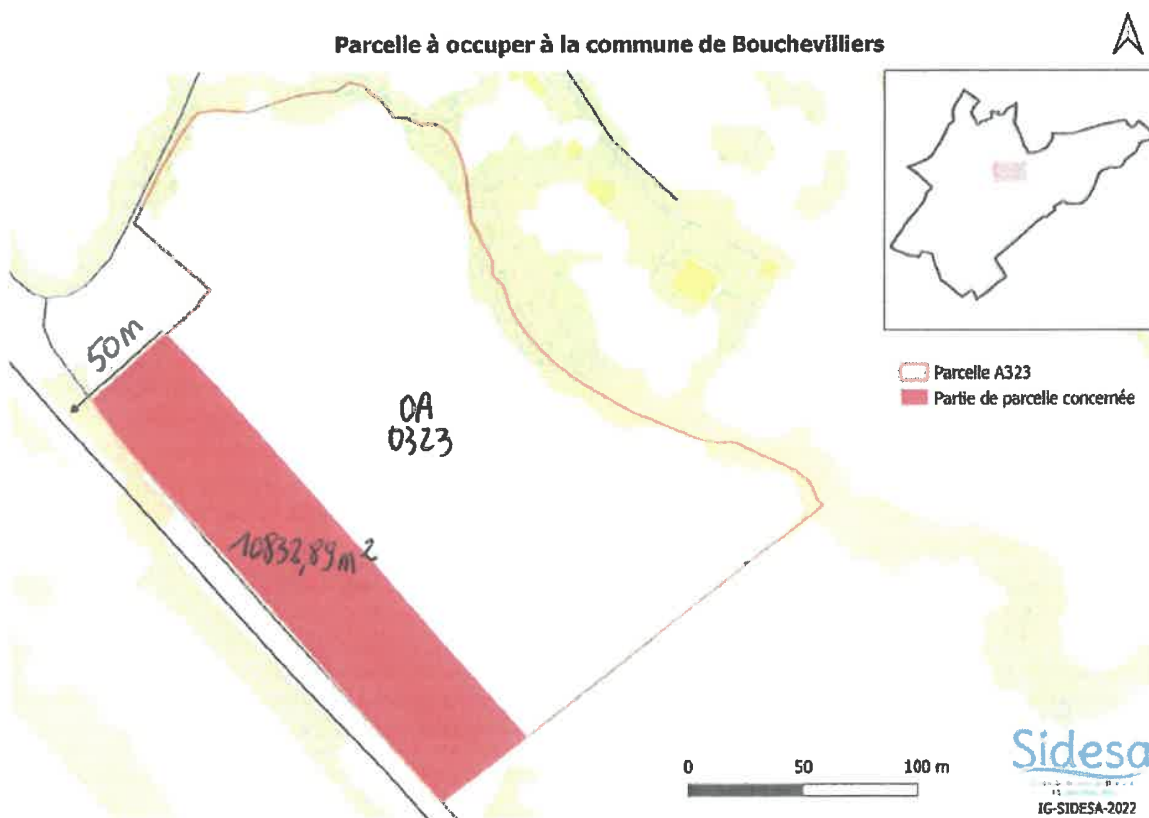 Parcelle à occuper à la commune de Bouchevilliers
50m
OA
0323
10832,89m²
Parcelle A323
Partie de parcelle concernée
0 50 100 m
Sidesa
IG-SIDESA-2022